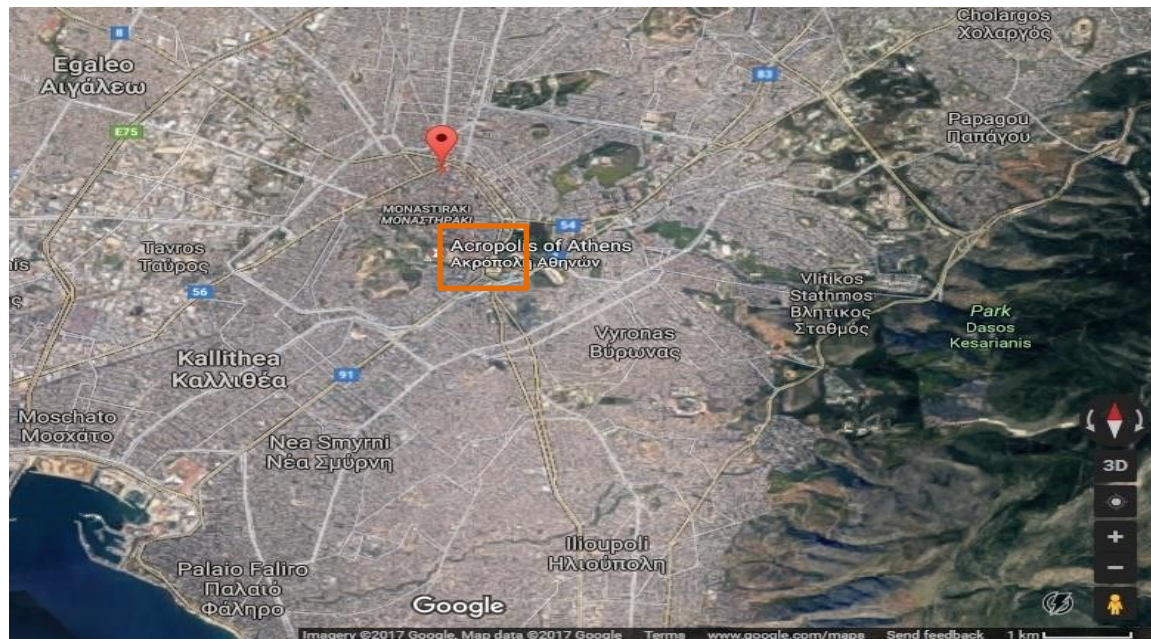 Cholargos
Χολαργός
8
Egaleo
Αιγάλεω
83
Papagou
Παπάγου
E75
MONASTIRAKI
ΜΟΝΑΣΤΗΡΑΚΙ
54
Acropolis of Athens
Ακρόπολη Αθηνών
Tavros
Ταύρος
56
Vlitikos
Stathmos
Βλητικος
Σταθμός
Park
Dasos
Kesarianis
Vyronas
Βύρωνας
Kallithea
Καλλιθέα
91
Moschato
Μοσχάτο
Nea Smyrni
Νέα Σμύρνη
3D
Ilioupoli
Ηλιούπολη
Palaio Faliro
Παλαιό
Φάληρο
Google
Imagery ©2017 Google, Map data ©2017 Google Terms www.google.com/maps Send feedback 1 km